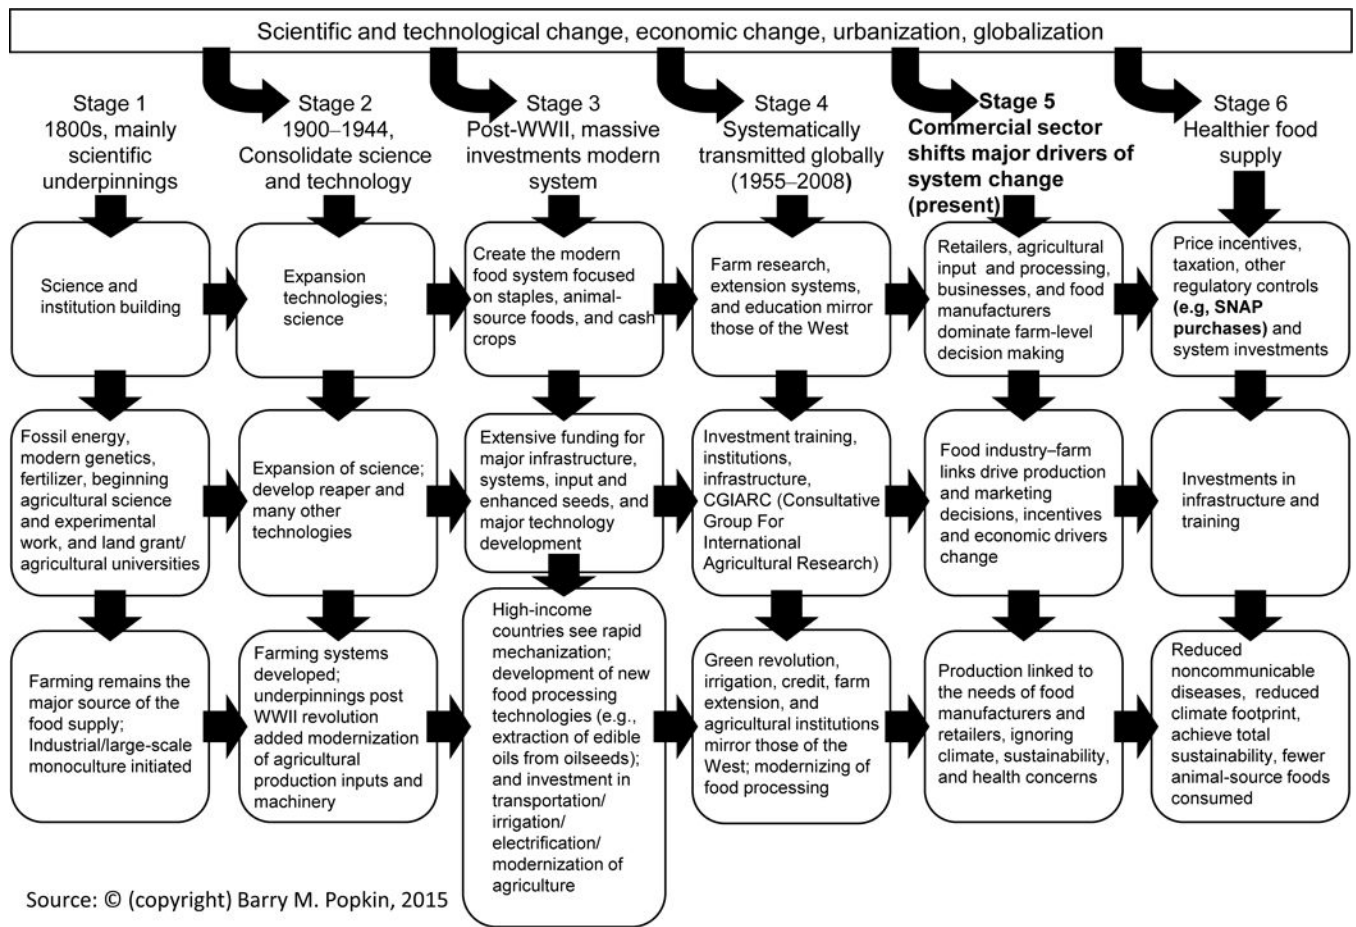 Scientific and technological change, economic change, urbanization, globalization
Stage 1
1800s, mainly
scientific
underpinnings
Stage 2
1900–1944,
Consolidate science
and technology
Stage 3
Post-WWII, massive
investments modern
system
Stage 4
Systematically
transmitted globally
(1955–2008)
Stage 5
Commercial sector
shifts major drivers of
system change
(present)
Stage 6
Healthier food
supply
Science and
institution building
Expansion
technologies;
science
Create the modern
food system focused
on staples, animal-
source foods, and cash
crops
Farm research,
extension systems,
and education mirror
those of the West
Retailers, agricultural
input and processing,
businesses, and food
manufacturers
dominate farm-level
decision making
Price incentives,
taxation, other
regulatory controls
(e.g, SNAP
purchases) and
system investments
Fossil energy,
modern genetics,
fertilizer, beginning
agricultural science
and experimental
work, and land grant/
agricultural universities
Expansion of science;
develop reaper and
many other
technologies
Extensive funding for
major infrastructure,
systems, input and
enhanced seeds, and
major technology
development
Investment training,
institutions,
infrastructure,
CGIARC (Consultative
Group For
International
Agricultural Research)
Food industry–farm
links drive production
and marketing
decisions, incentives
and economic drivers
change
Investments in
infrastructure and
training
Farming remains the
major source of the
food supply;
Industrial/large-scale
monoculture initiated
Farming systems
developed;
underpinnings post
WWII revolution
added modernization
of agricultural
production inputs and
machinery
High-income
countries see rapid
mechanization;
development of new
food processing
technologies (e.g.,
extraction of edible
oils from oilseeds);
and investment in
transportation/
irrigation/
electrification/
modernization of
agriculture
Green revolution,
irrigation, credit, farm
extension, and
agricultural institutions
mirror those of the
West; modernizing of
food processing
Production linked to
the needs of food
manufacturers and
retailers, ignoring
climate, sustainability,
and health concerns
Reduced
noncommunicable
diseases, reduced
climate footprint,
achieve total
sustainability, fewer
animal-source foods
consumed
Source: © (copyright) Barry M. Popkin, 2015